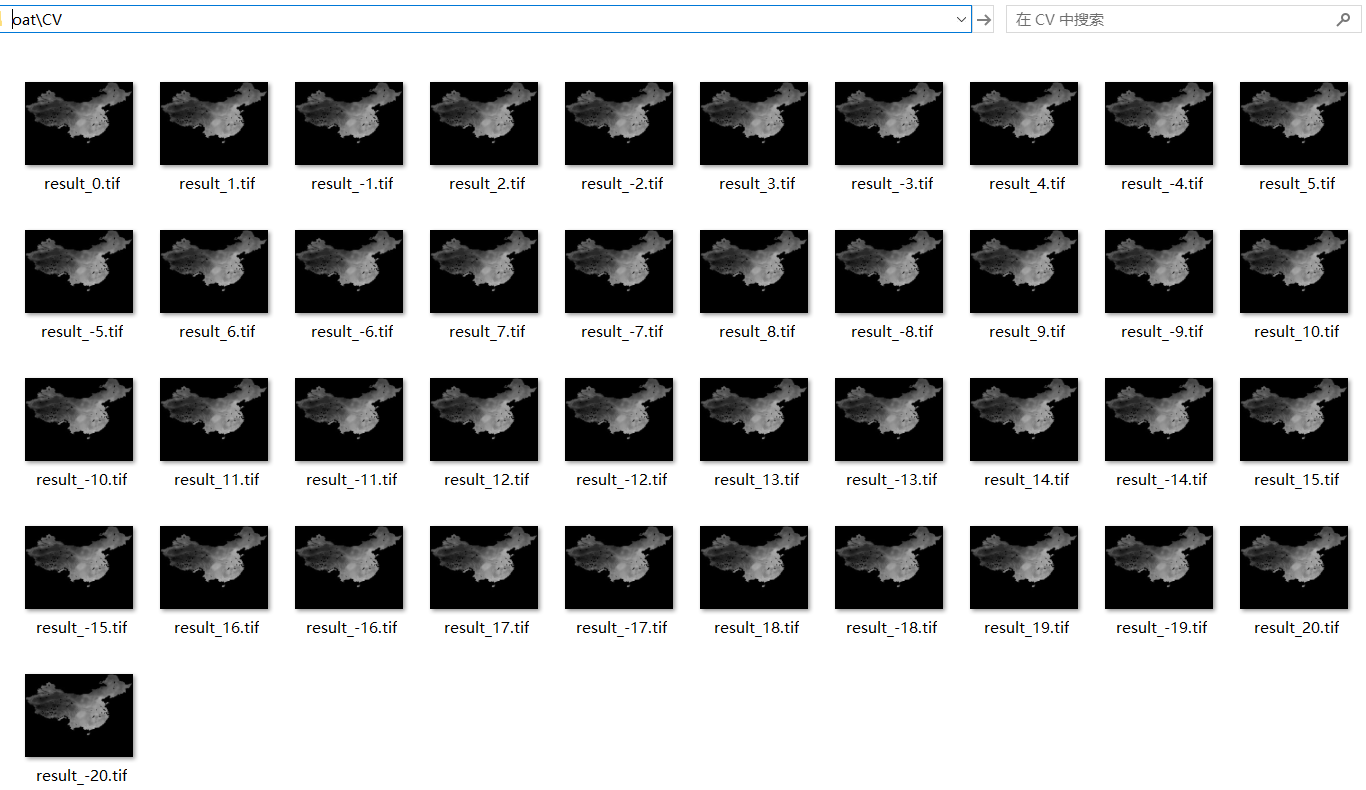 oat\CV
在 CV 中搜索
result_0.tif
result_1.tif
result_-1.tif
result_2.tif
result_-2.tif
result_3.tif
result_-3.tif
result_4.tif
result_-4.tif
result_5.tif
result_-5.tif
result_6.tif
result_-6.tif
result_7.tif
result_-7.tif
result_8.tif
result_-8.tif
result_9.tif
result_-9.tif
result_10.tif
result_-10.tif
result_11.tif
result_-11.tif
result_12.tif
result_-12.tif
result_13.tif
result_-13.tif
result_14.tif
result_-14.tif
result_15.tif
result_-15.tif
result_16.tif
result_-16.tif
result_17.tif
result_-17.tif
result_18.tif
result_-18.tif
result_19.tif
result_-19.tif
result_20.tif
result_-20.tif